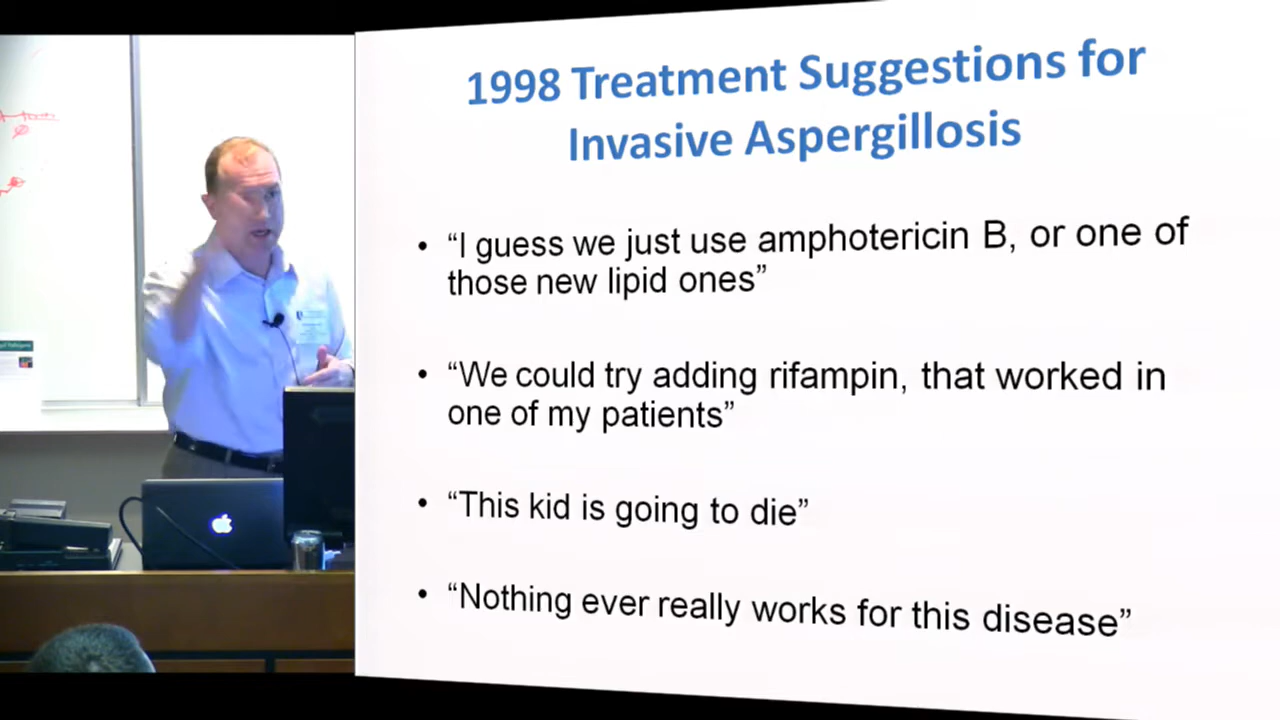 1998 Treatment Suggestions for
Invasive Aspergillosis
• “I guess we just use amphotericin B, or one of
those new lipid ones”
• “We could try adding rifampin, that worked in
one of my patients”
• “This kid is going to die”
• “Nothing ever really works for this disease”